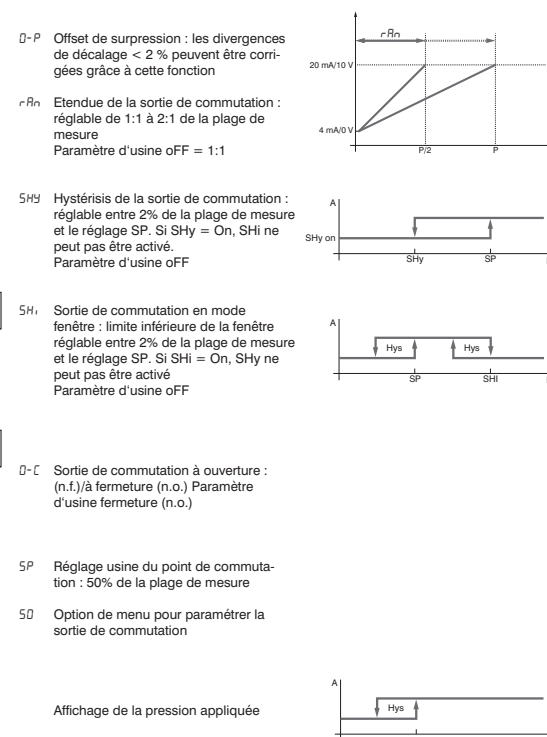 0-P Offset de surpression : les divergences
de décalage < 2 % peuvent être corri-
gées grâce à cette fonction
rAn
20 mA/10 V
4 mA/0 V
P/2 P
rAn Etendue de la sortie de commutation :
réglable de 1:1 à 2:1 de la plage de
mesure
Paramètre d'usine oFF = 1:1
SHY Hystérisis de la sortie de commutation :
réglable entre 2% de la plage de mesure
et le réglage SP. Si SHy = On, SHi ne
peut pas être activé.
Paramètre d'usine oFF
A
SHy on
SHy SP
SHi Sortie de commutation en mode
fenêtre : limite inférieure de la fenêtre
réglable entre 2% de la plage de mesure
et le réglage SP. Si SHi = On, SHy ne
peut pas être activé
Paramètre d'usine oFF
A
Hys Hys
SP SHI
0-C Sortie de commutation à ouverture :
(n.f.)/à fermeture (n.o.) Paramètre
d'usine fermeture (n.o.)
SP Réglage usine du point de commuta-
tion : 50% de la plage de mesure
SO Option de menu pour paramétrer la
sortie de commutation
Affichage de la pression appliquée
A
Hys